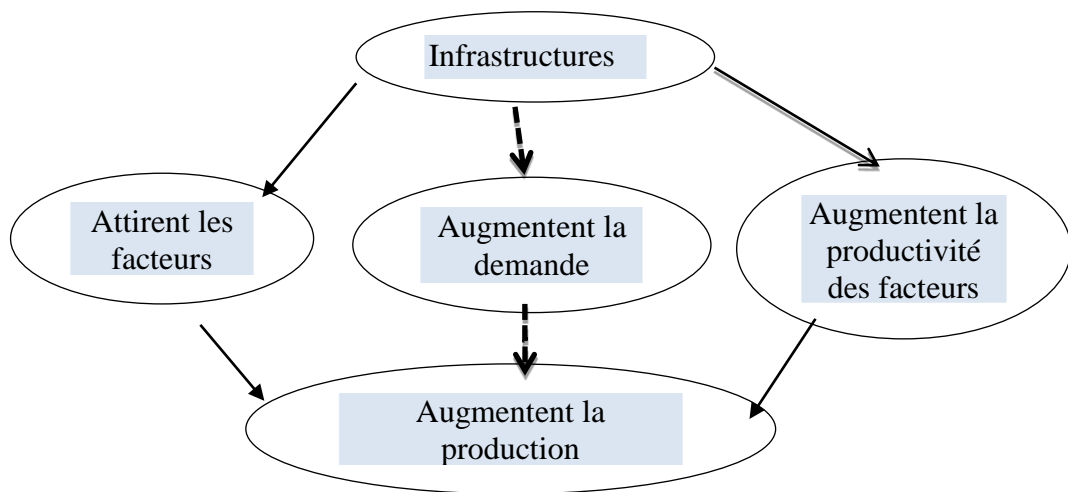 Infrastructures
Attirent les
facteurs
Augmentent la
demande
Augmentent la
productivité
des facteurs
Augmentent la
production